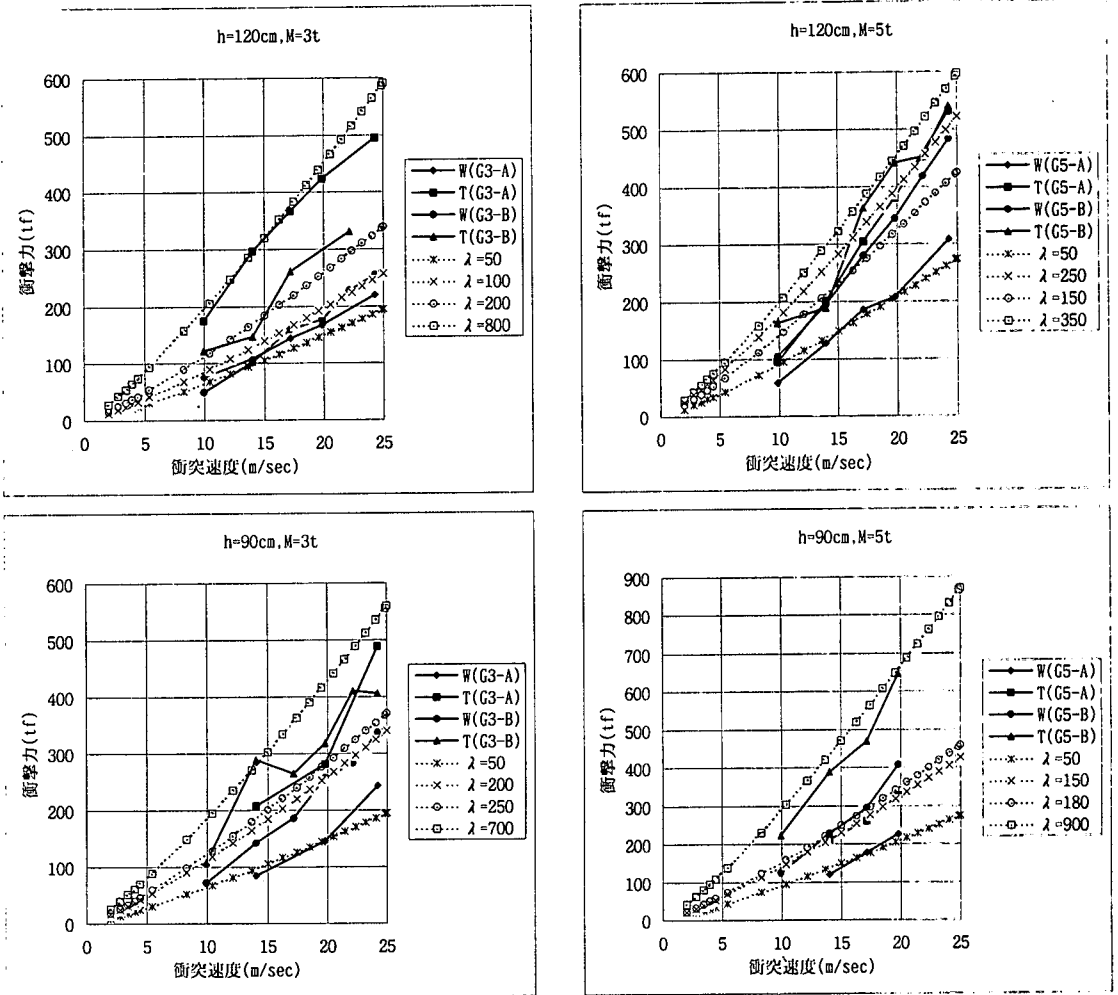 h=120cm,M=3t
600
500
400
300
200
100
0
0
5
10
15
20
25
衝撃力(tf)
衝突速度(m/sec)
W(G3-A)
T(G3-A)
W(G3-B)
T(G3-B)
λ=50
λ=100
λ=200
λ=800
h=120cm,M=5t
600
500
400
300
200
100
0
0
5
10
15
20
25
衝撃力(tf)
衝突速度(m/sec)
W(G5-A)
T(G5-A)
W(G5-B)
T(G5-B)
λ=50
λ=250
λ=150
λ=350
h=90cm,M=3t
600
500
400
300
200
100
0
0
5
10
15
20
25
衝撃力(tf)
衝突速度(m/sec)
W(G3-A)
T(G3-A)
W(G3-B)
T(G3-B)
λ=50
λ=200
λ=250
λ=700
h=90cm,M=5t
900
800
700
600
500
400
300
200
100
0
0
5
10
15
20
25
衝撃力(tf)
衝突速度(m/sec)
W(G5-A)
T(G5-A)
W(G5-B)
T(G5-B)
λ=50
λ=150
λ=180
λ=900